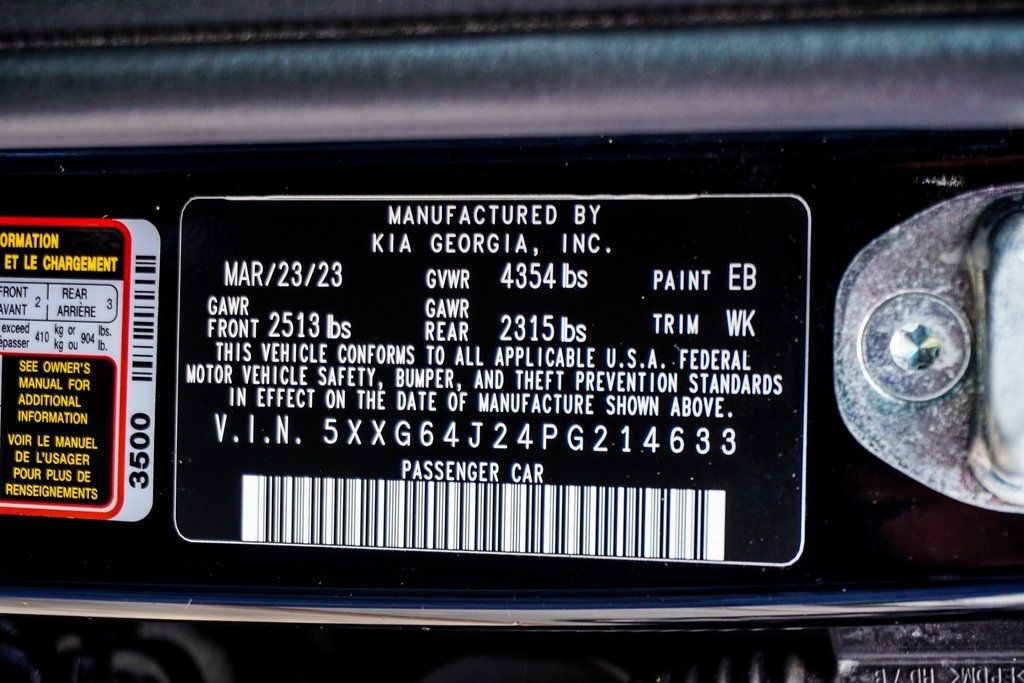 ORMATION
ET LE CHARGEMENT
FRONT 2 REAR 3
AVANT ARRIÈRE
exceed 410 kg or 904 lbs.
épasser kg ou lb.
SEE OWNER'S
MANUAL FOR
ADDITIONAL
INFORMATION
VOIR LE MANUEL
DE L'USAGER
POUR PLUS DE
RENSEIGNEMENTS
3500
MANUFACTURED BY
KIA GEORGIA, INC.
MAR/23/23 GVWR 4354 lbs PAINT EB
GAWR FRONT 2513 lbs GAWR REAR 2315 lbs TRIM WK
THIS VEHICLE CONFORMS TO ALL APPLICABLE U.S.A. FEDERAL
MOTOR VEHICLE SAFETY, BUMPER, AND THEFT PREVENTION STANDARDS
IN EFFECT ON THE DATE OF MANUFACTURE SHOWN ABOVE.
V.I.N. 5XXG64J24PG214633
PASSENGER CAR